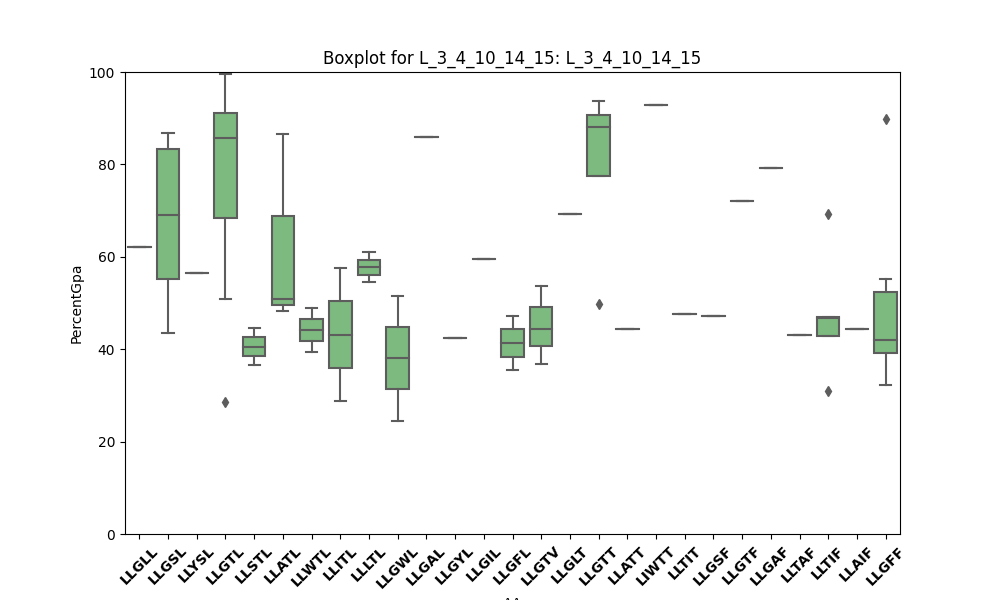 Boxplot for L_3_4_10_14_15: L_3_4_10_14_15
PercentGpa
100
80
60
40
20
0
LLGLL
LLGSL
LLYSL
LLGTL
LLSTL
LLATL
LLWTL
LLITL
LLLTL
LLGWL
LLGAL
LLGYL
LLGIL
LLGFL
LLGTV
LLGLT
LLGTT
LLATT
LIWTT
LLTIT
LLGSF
LLGTF
LLGAF
LLTAF
LLTIF
LLAIF
LLGFF